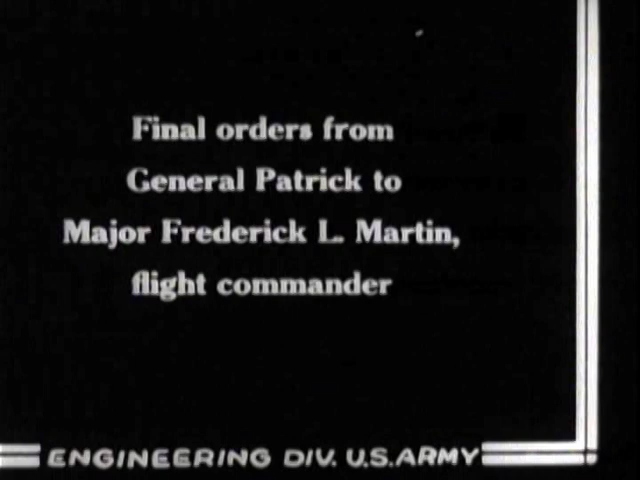 Final orders from
General Patrick to
Major Frederick L. Martin,
flight commander
ENGINEERING DIV. U.S.ARMY